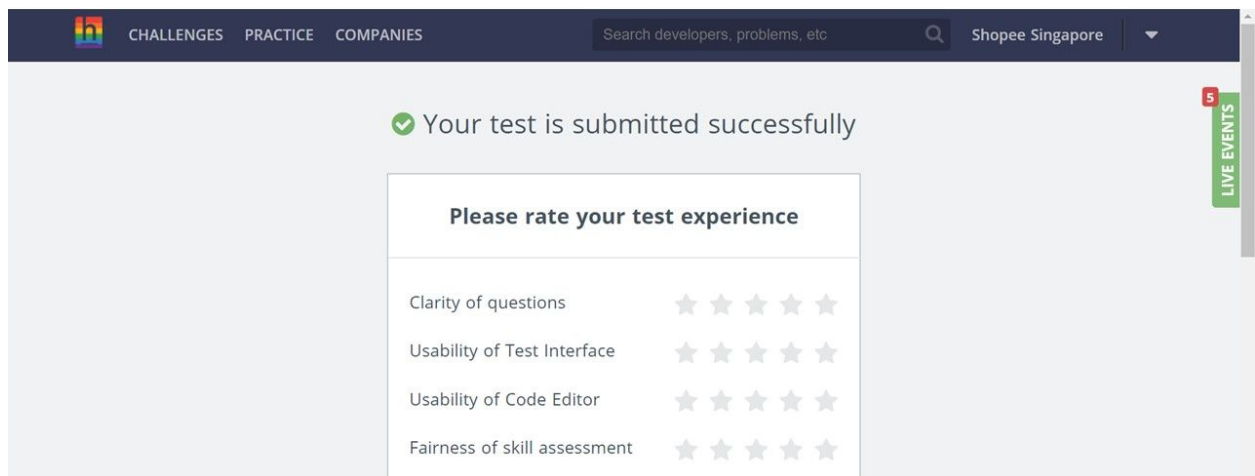 h CHALLENGES PRACTICE COMPANIES Search developers, problems, etc Shopee Singapore
5
LIVE EVENTS
Your test is submitted successfully
Please rate your test experience
Clarity of questions
Usability of Test Interface
Usability of Code Editor
Fairness of skill assessment